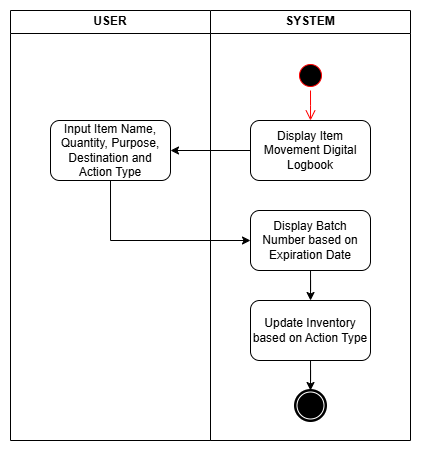 USER
SYSTEM
Display Item
Movement Digital
Logbook
Input Item Name,
Quantity, Purpose,
Destination and
Action Type
Display Batch
Number based on
Expiration Date
Update Inventory
based on Action Type